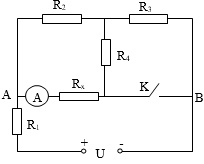 R₂ R₃
R₄
A A Rₓ K B
R₁
+ U -